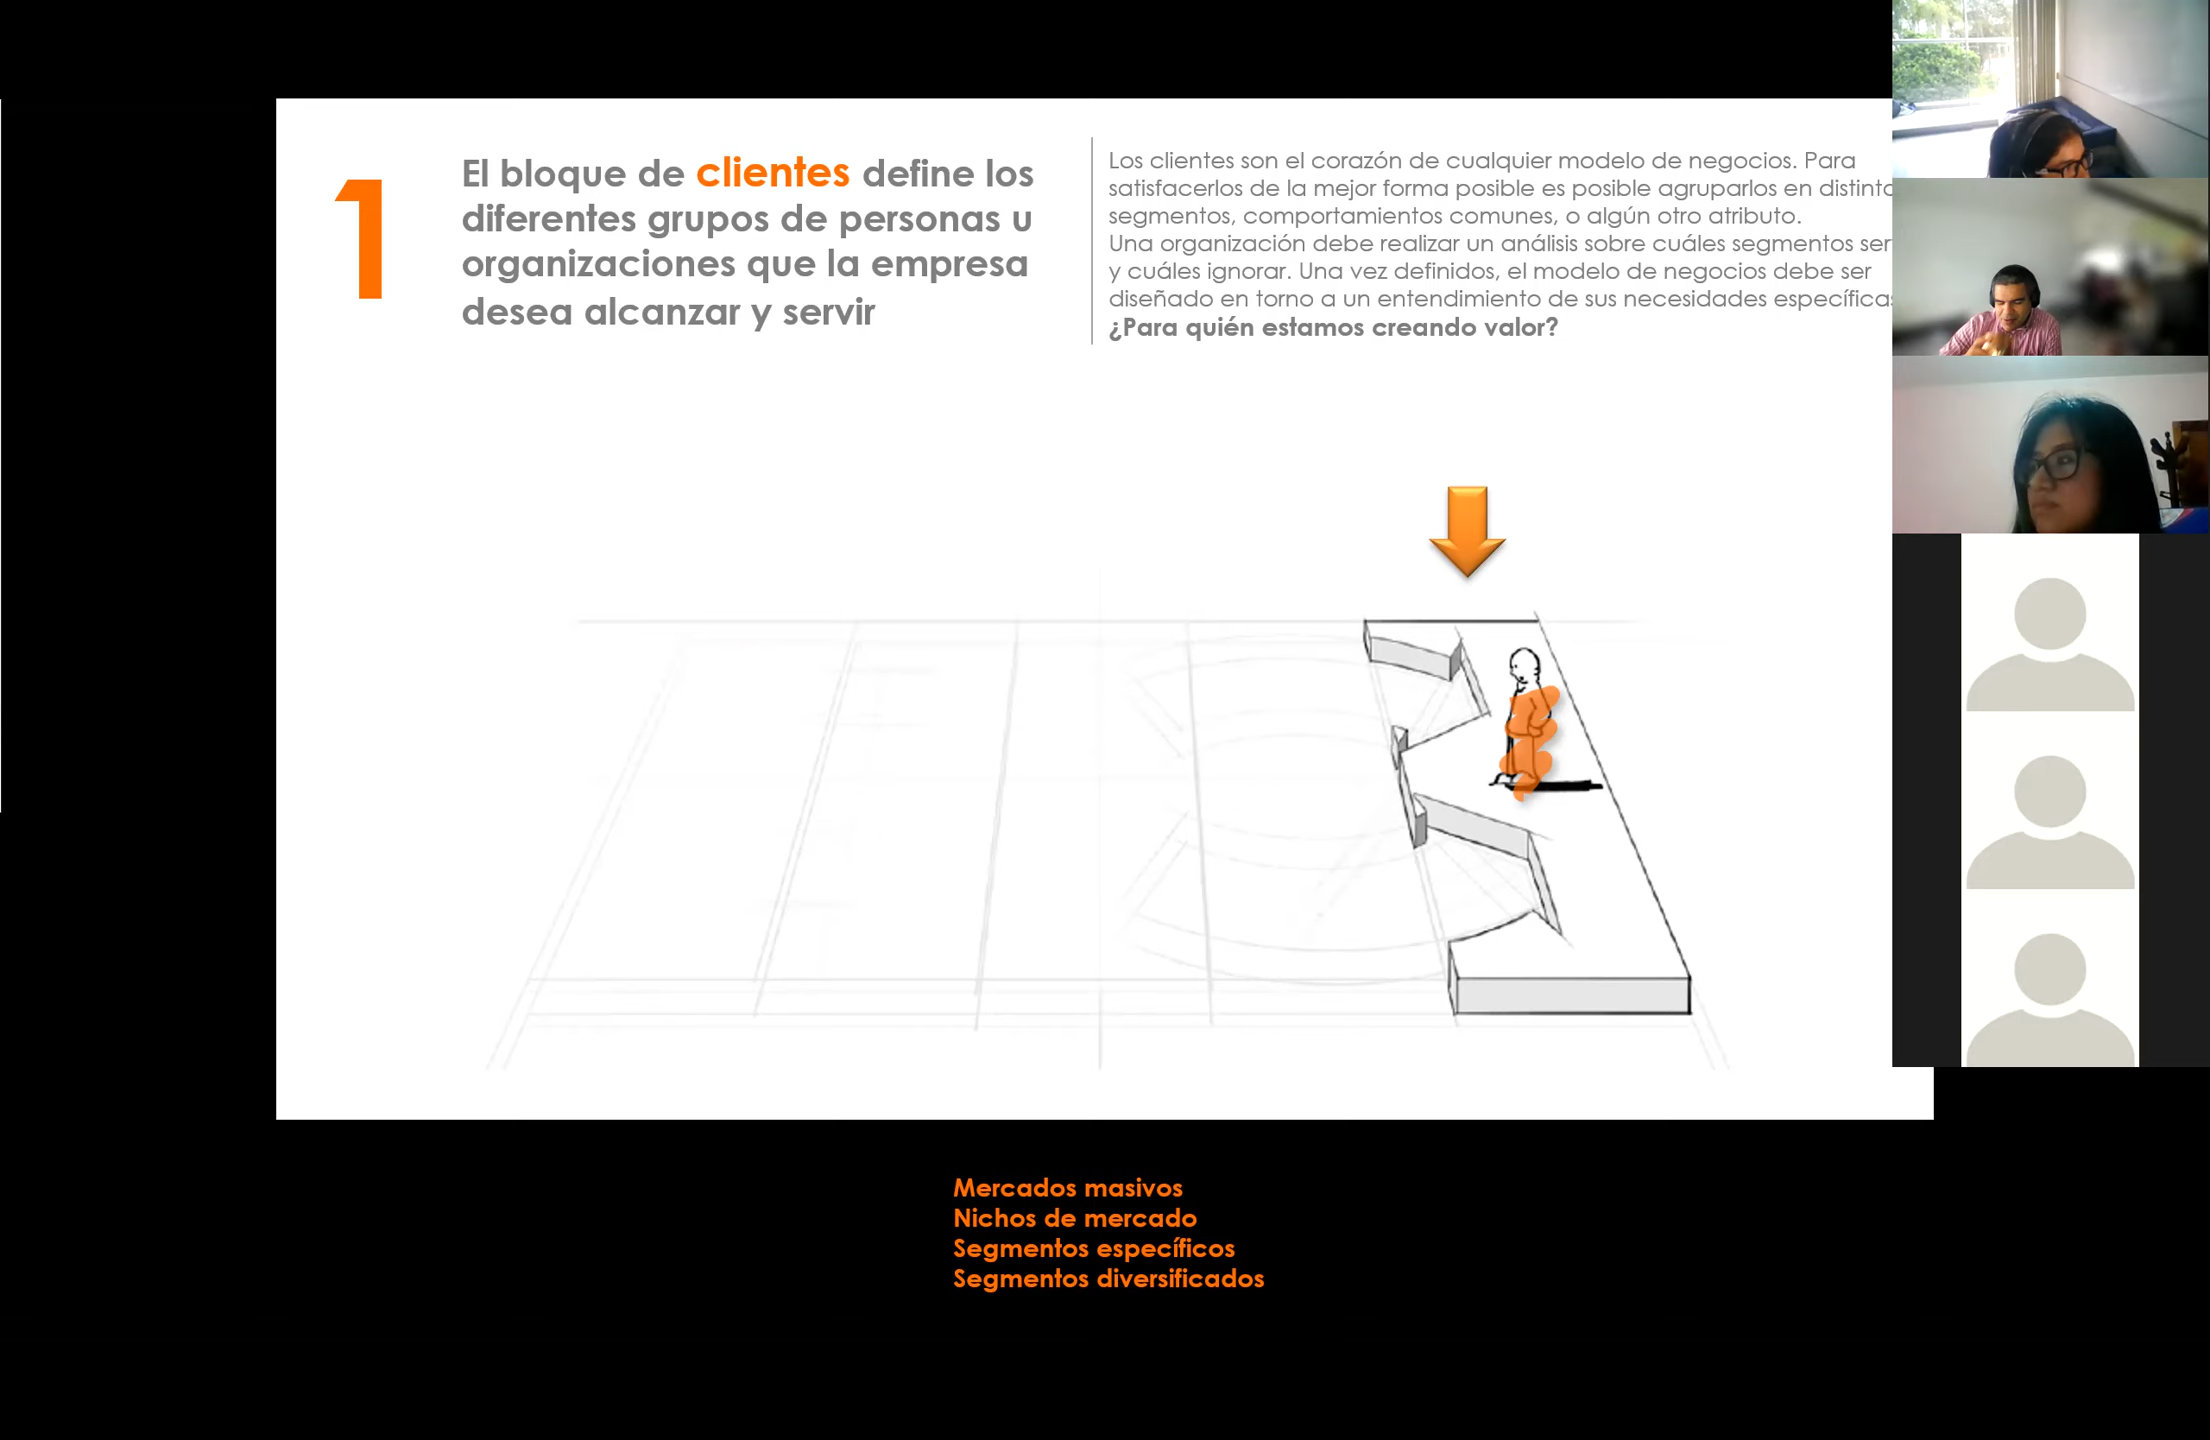 1
El bloque de clientes define los
diferentes grupos de personas u
organizaciones que la empresa
desea alcanzar y servir
Los clientes son el corazón de cualquier modelo de negocios. Para
satisfacerlos de la mejor forma posible es posible agruparlos en
segmentos, comportamientos comunes, o algún otro atributo.
Una organización debe realizar un análisis sobre cuáles segmentos
y cuáles ignorar. Una vez definidos, el modelo de negocios debe ser
diseñado en torno a un entendimiento de sus necesidades
¿Para quién estamos creando valor?
Mercados masivos
Nichos de mercado
Segmentos específicos
Segmentos diversificados